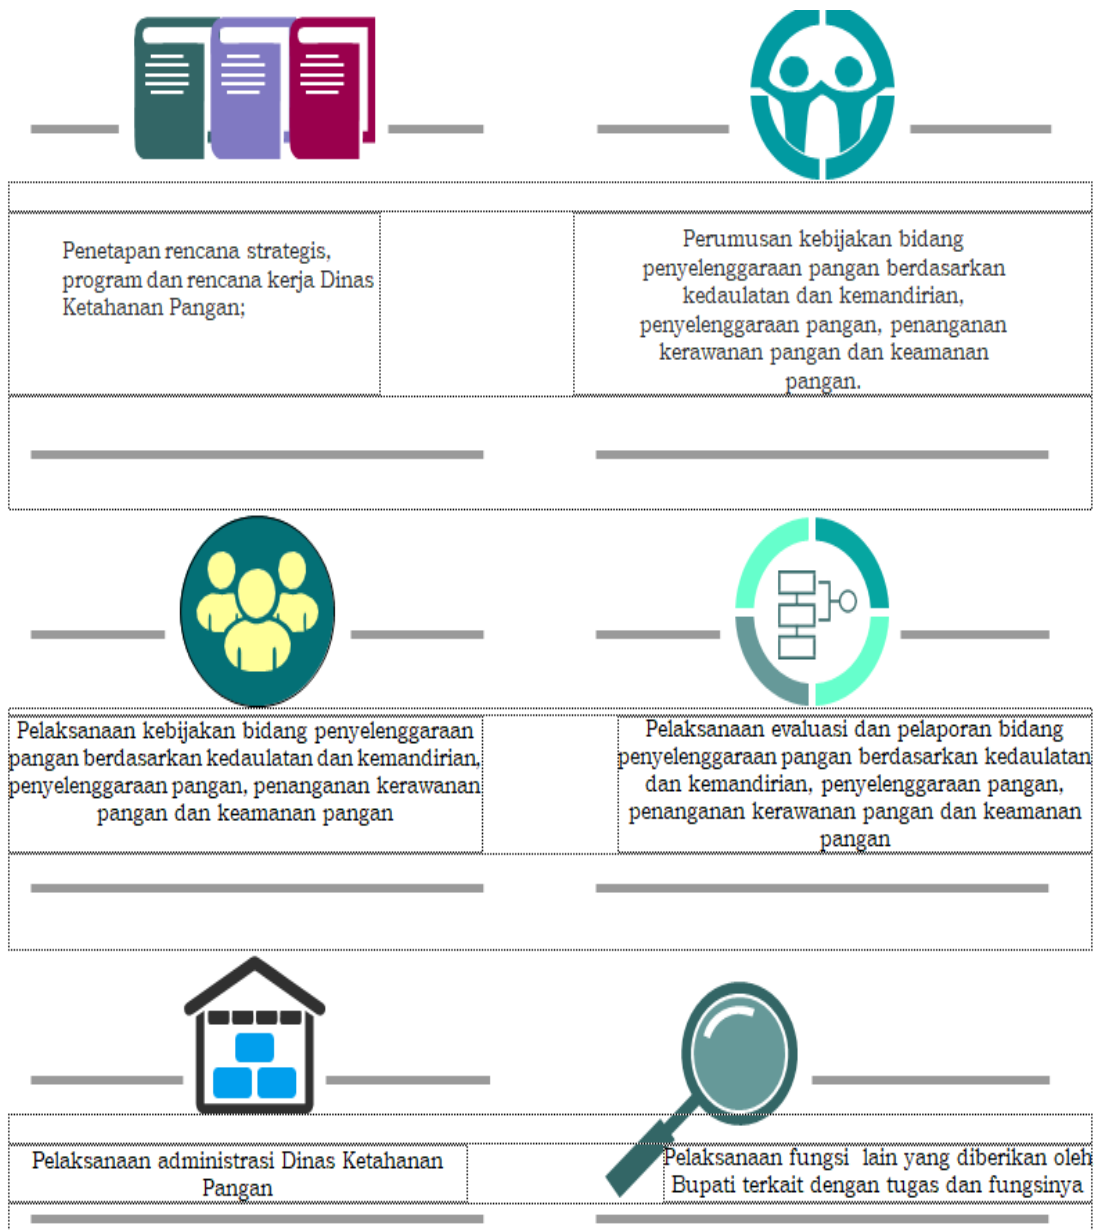 Penetapan rencana strategis,
program dan rencana kerja Dinas
Ketahanan Pangan;
Perumusan kebijakan bidang
penyelenggaraan pangan berdasarkan
kedaulatan dan kemandirian,
penyelenggaraan pangan, penanganan
kerawanan pangan dan keamanan
pangan.
Pelaksanaan kebijakan bidang penyelenggaraan
pangan berdasarkan kedaulatan dan kemandirian,
penyelenggaraan pangan, penanganan kerawanan
pangan dan keamanan pangan
Pelaksanaan evaluasi dan pelaporan bidang
penyelenggaraan pangan berdasarkan kedaulatan
dan kemandirian, penyelenggaraan pangan,
penanganan kerawanan pangan dan keamanan
pangan
Pelaksanaan administrasi Dinas Ketahanan
Pangan
Pelaksanaan fungsi lain yang diberikan oleh
Bupati terkait dengan tugas dan fungsinya